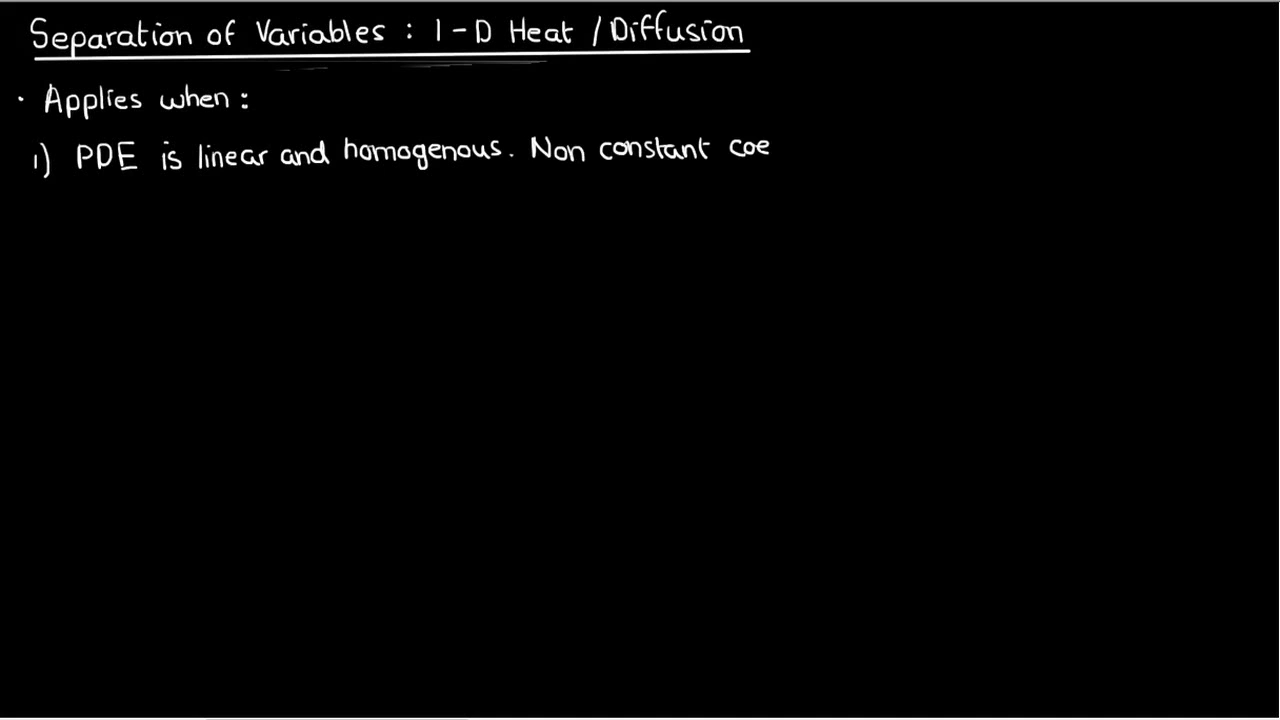 Separation of Variables : 1-D Heat / Diffusion
• Applies when :
1) PDE is linear and homogenous. Non constant coe